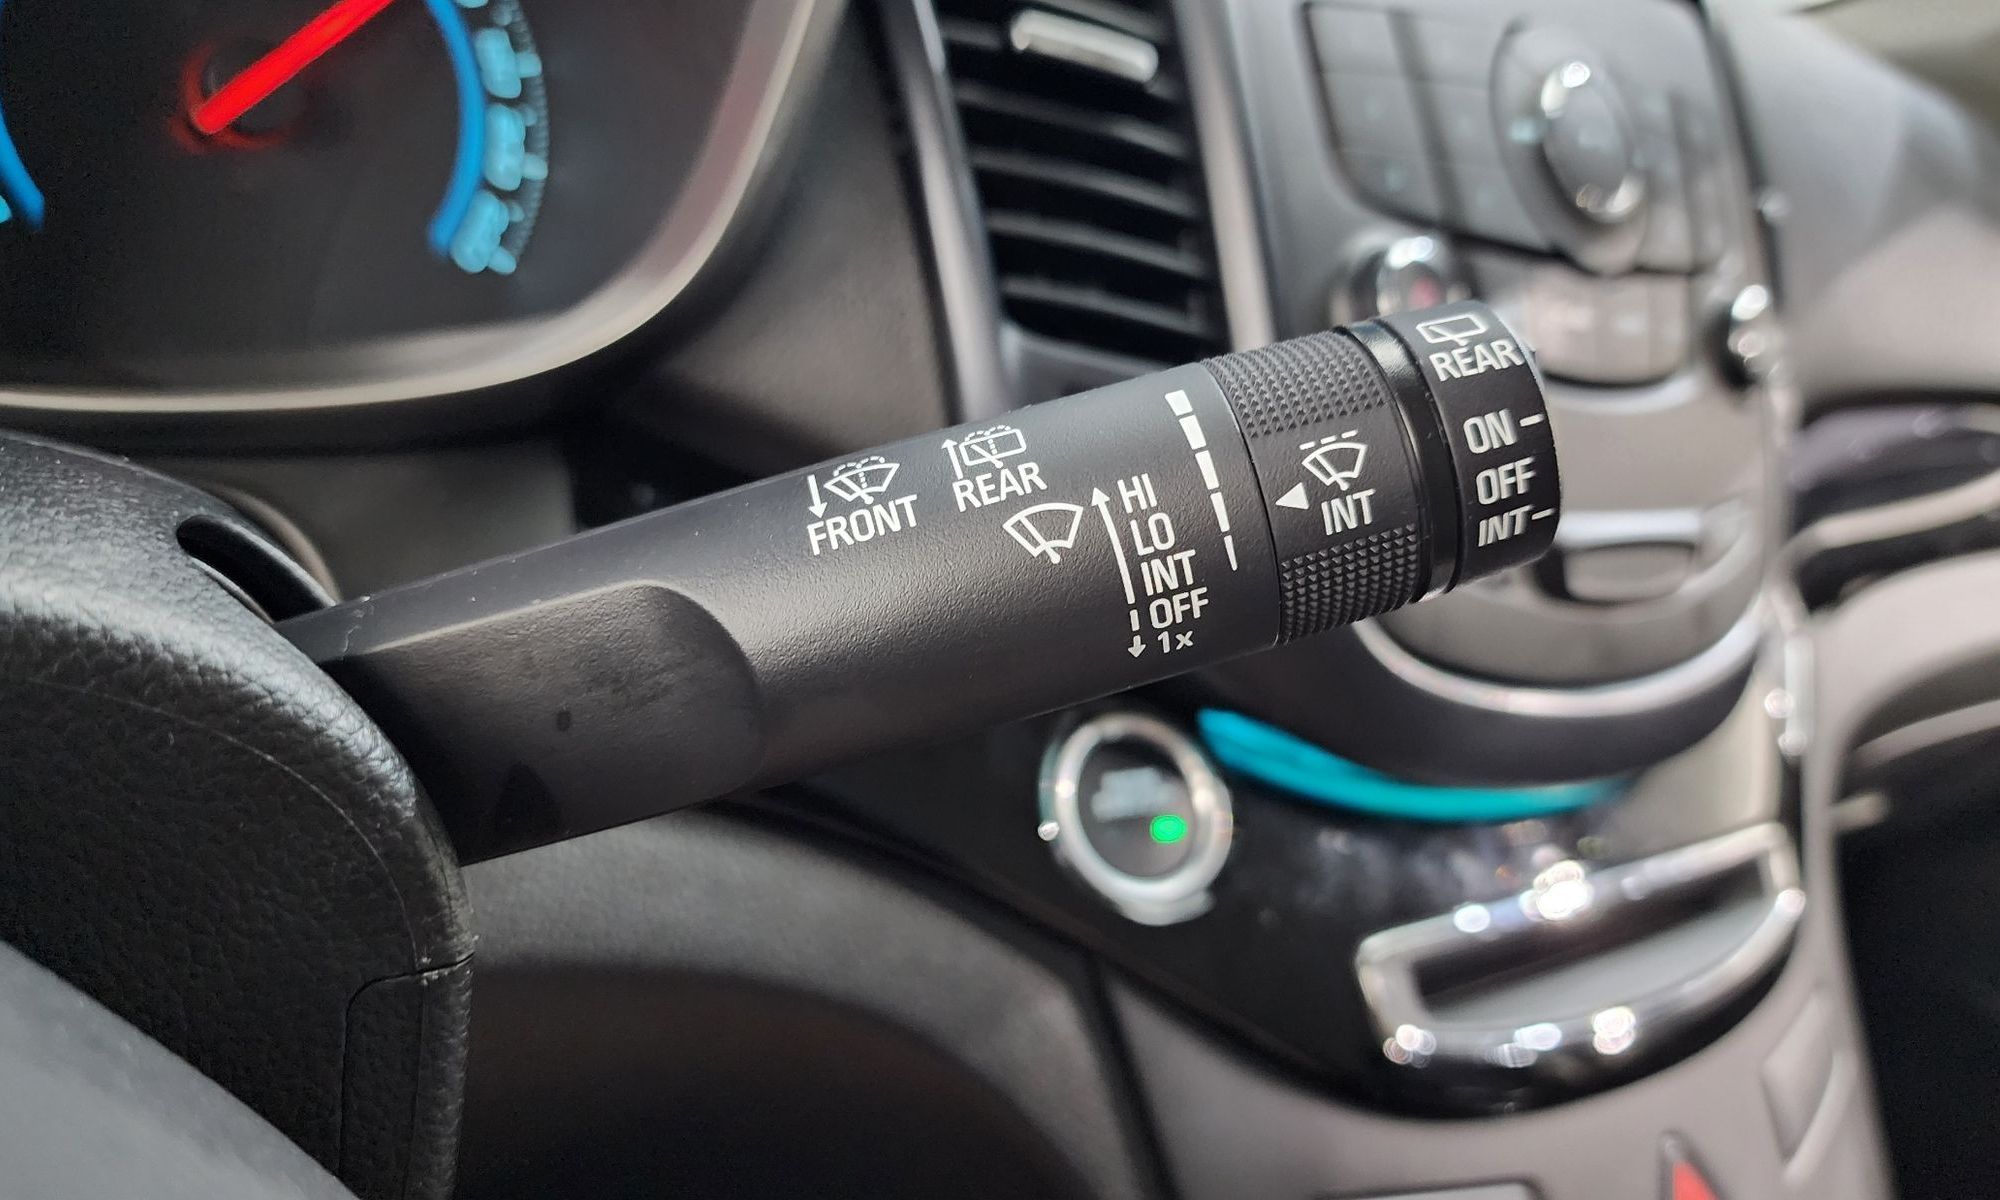 FRONT
REAR
HI
LO
INT
OFF
1x
INT
REAR
ON
OFF
INT